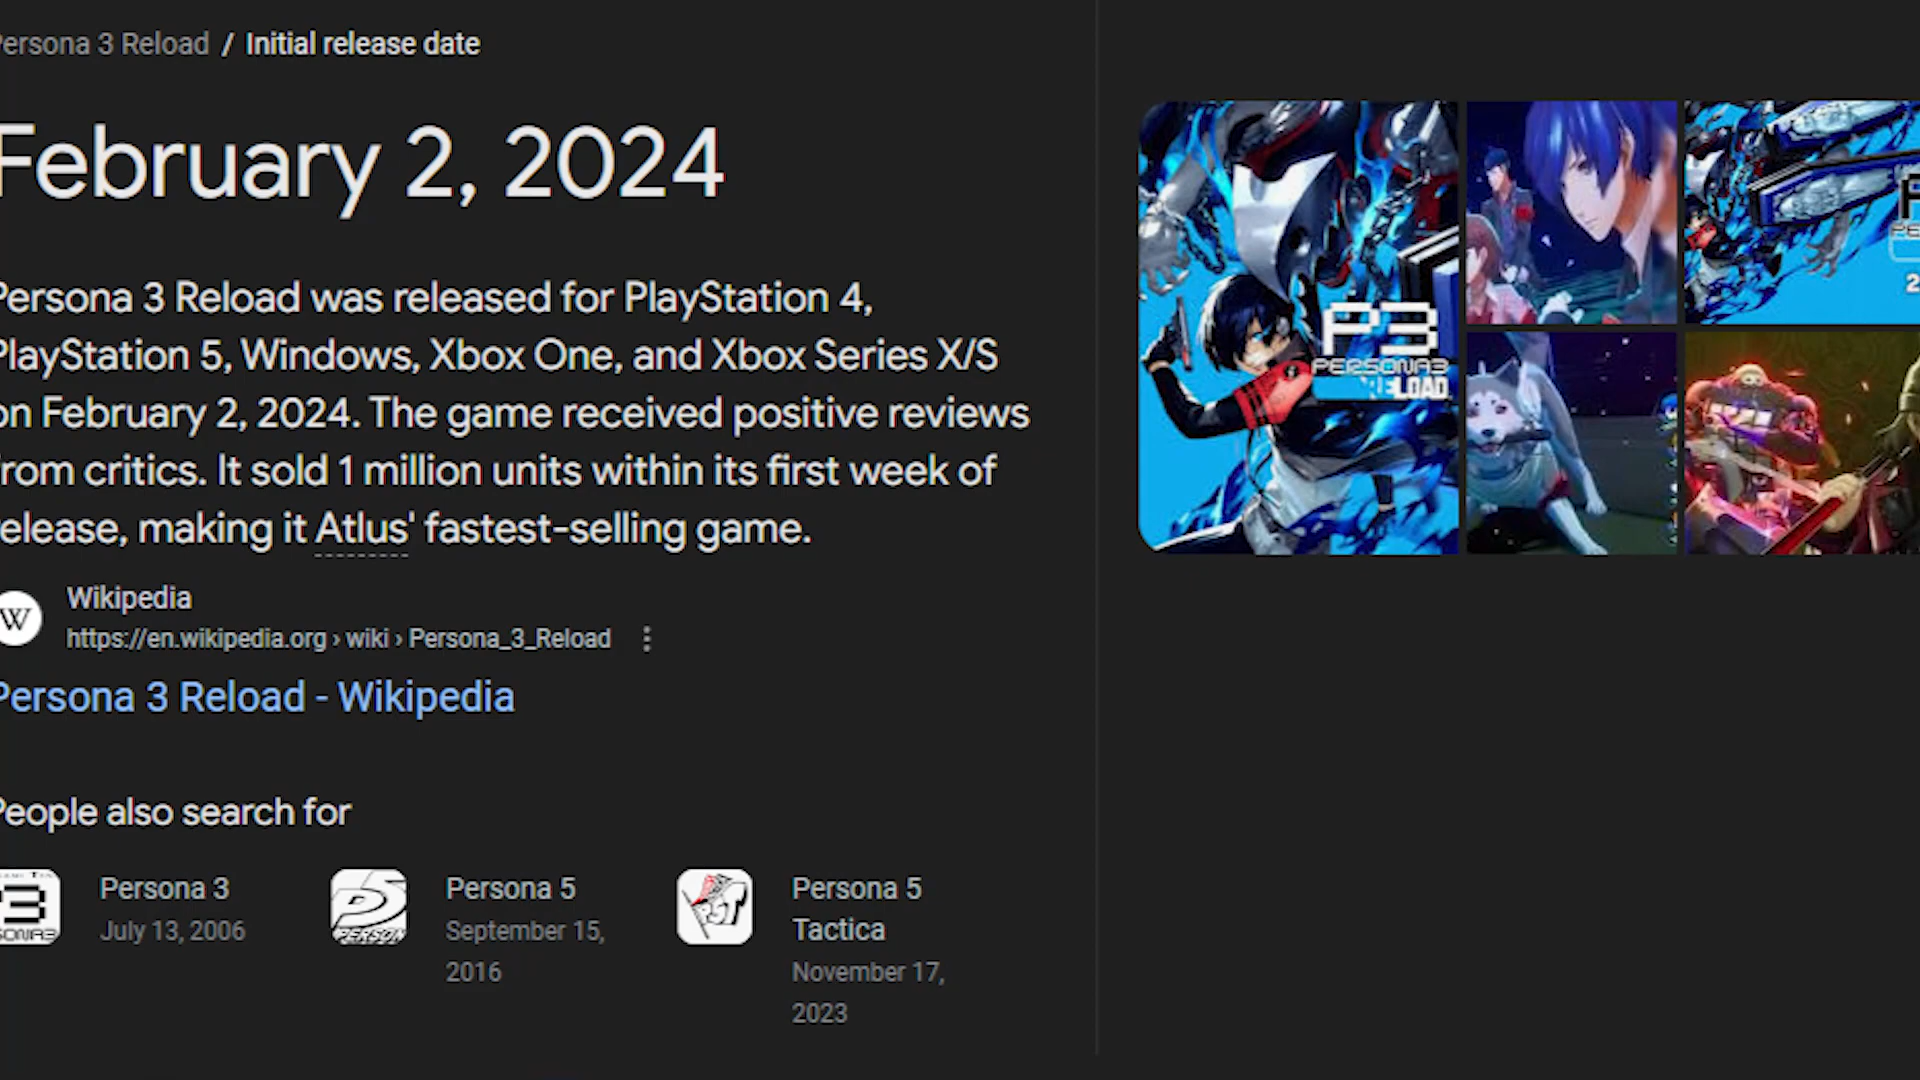 Persona 3 Reload / Initial release date
February 2, 2024
Persona 3 Reload was released for PlayStation 4,
PlayStation 5, Windows, Xbox One, and Xbox Series X/S
on February 2, 2024. The game received positive reviews
from critics. It sold 1 million units within its first week of
release, making it Atlus' fastest-selling game.
Wikipedia
https://en.wikipedia.org › wiki › Persona_3_Reload
Persona 3 Reload - Wikipedia
People also search for
Persona 3
July 13, 2006
Persona 5
September 15,
2016
Persona 5
Tactica
November 17,
2023
P3
PERSONA3
RELOAD
W